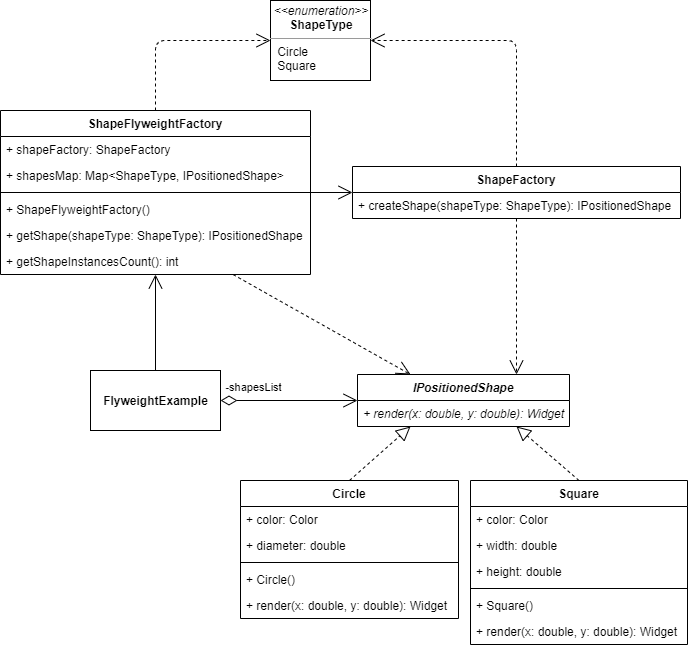 <<enumeration>>
ShapeType
Circle
Square
ShapeFlyweightFactory
+ shapeFactory: ShapeFactory
+ shapesMap: Map<ShapeType, IPositionedShape>
+ ShapeFlyweightFactory()
+ getShape(shapeType: ShapeType): IPositionedShape
+ getShapeInstancesCount(): int
ShapeFactory
+ createShape(shapeType: ShapeType): IPositionedShape
FlyweightExample
-shapesList
IPositionedShape
+ render(x: double, y: double): Widget
Circle
+ color: Color
+ diameter: double
+ Circle()
+ render(x: double, y: double): Widget
Square
+ color: Color
+ width: double
+ height: double
+ Square()
+ render(x: double, y: double): Widget